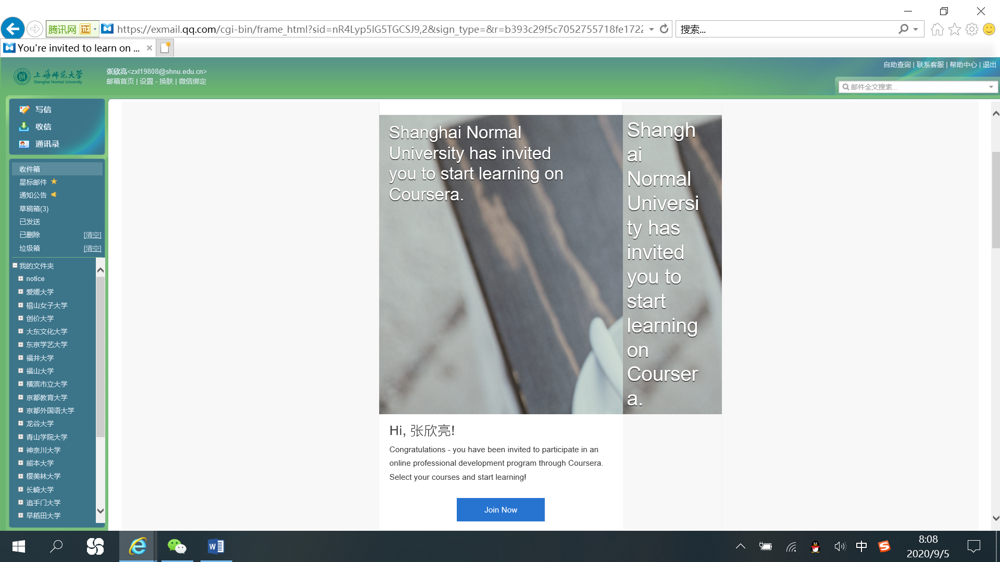 腾讯网 证
https://exmail.qq.com/cgi-bin/frame_html?sid=nR4Lyp5IG5TGCSJ9,2&sign_type=&r=b393c29f5c7052755718fe1722
搜索...
You're invited to learn on ...
上海师范大学
Shanghai Normal University
张欣亮<zxl19808@shnu.edu.cn>
邮箱首页 | 设置 - 换肤 | 微信绑定
自助查询 | 联系客服 | 帮助中心 | 退出
邮件全文搜索...
写信
收信
通讯录
收件箱
星标邮件
通知公告
草稿箱(3)
已发送
已删除 [清空]
垃圾箱 [清空]
我的文件夹
notice
爱媛大学
椙山女子大学
创价大学
大东文化大学
东京学艺大学
福井大学
福山大学
横滨市立大学
京都教育大学
京都外国语大学
龙谷大学
青山学院大学
神奈川大学
熊本大学
樱美林大学
长崎大学
追手门大学
早稻田大学
Shanghai Normal
University has invited
you to start learning on
Coursera.
Shangh
ai
Normal
Universi
ty has
invited
you to
start
learning
on
Courser
a.
Hi, 张欣亮!
Congratulations - you have been invited to participate in an
online professional development program through Coursera.
Select your courses and start learning!
Join Now
中
8:08
2020/9/5